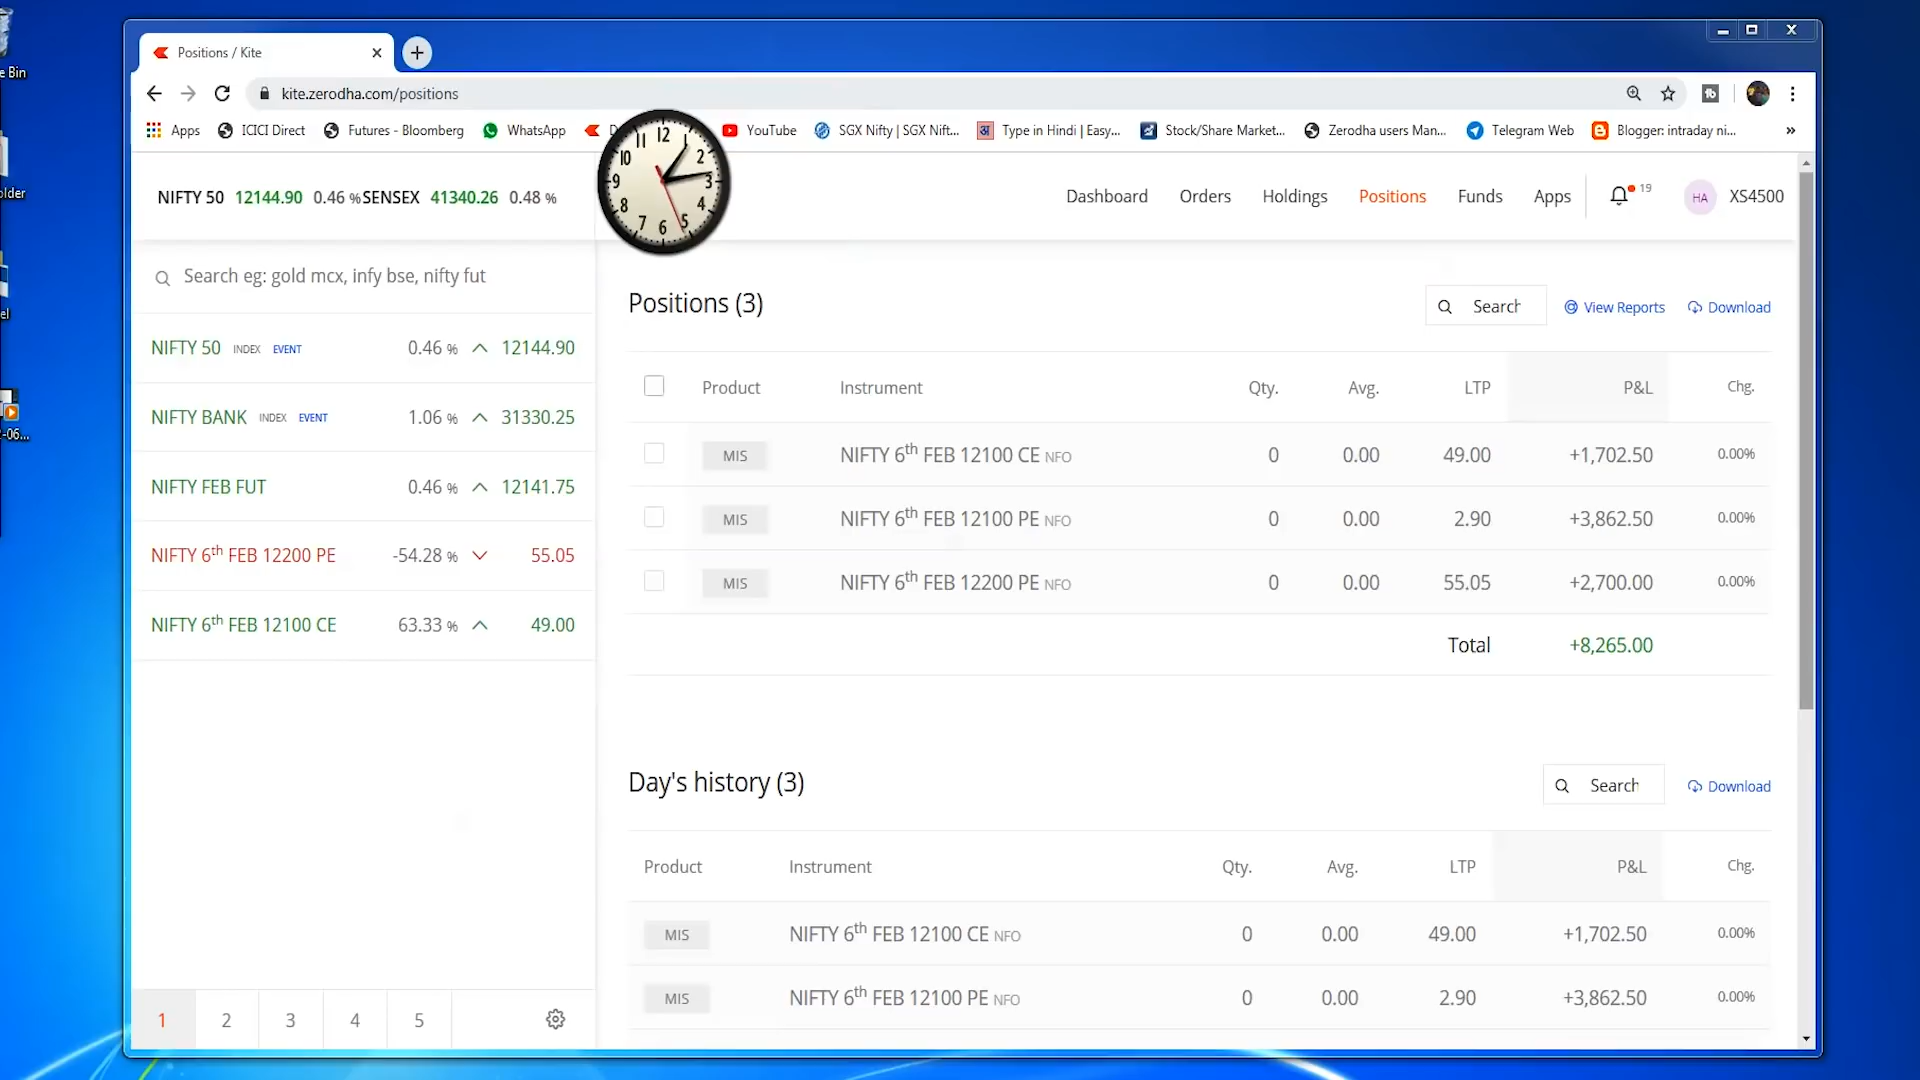 e Bin
older
el
-06...
Positions / Kite
kite.zerodha.com/positions
Apps
ICICI Direct
Futures - Bloomberg
WhatsApp
D
YouTube
SGX Nifty | SGX Nift...
Type in Hindi | Easy...
Stock/Share Market...
Zerodha users Man...
Telegram Web
Blogger: intraday ni...
»
12
1
2
3
4
5
6
7
8
9
10
11
NIFTY 50 12144.90 0.46 % SENSEX 41340.26 0.48 %
Dashboard Orders Holdings Positions Funds Apps 19 HA XS4500
Search eg: gold mcx, infy bse, nifty fut
NIFTY 50 INDEX EVENT 0.46 % 12144.90
NIFTY BANK INDEX EVENT 1.06 % 31330.25
NIFTY FEB FUT 0.46 % 12141.75
NIFTY 6th FEB 12200 PE -54.28 % 55.05
NIFTY 6th FEB 12100 CE 63.33 % 49.00
1 2 3 4 5
Positions (3)
Search View Reports Download
Product Instrument Qty. Avg. LTP P&L Chg.
MIS NIFTY 6th FEB 12100 CE NFO 0 0.00 49.00 +1,702.50 0.00%
MIS NIFTY 6th FEB 12100 PE NFO 0 0.00 2.90 +3,862.50 0.00%
MIS NIFTY 6th FEB 12200 PE NFO 0 0.00 55.05 +2,700.00 0.00%
Total +8,265.00
Day's history (3)
Search Download
Product Instrument Qty. Avg. LTP P&L Chg.
MIS NIFTY 6th FEB 12100 CE NFO 0 0.00 49.00 +1,702.50 0.00%
MIS NIFTY 6th FEB 12100 PE NFO 0 0.00 2.90 +3,862.50 0.00%